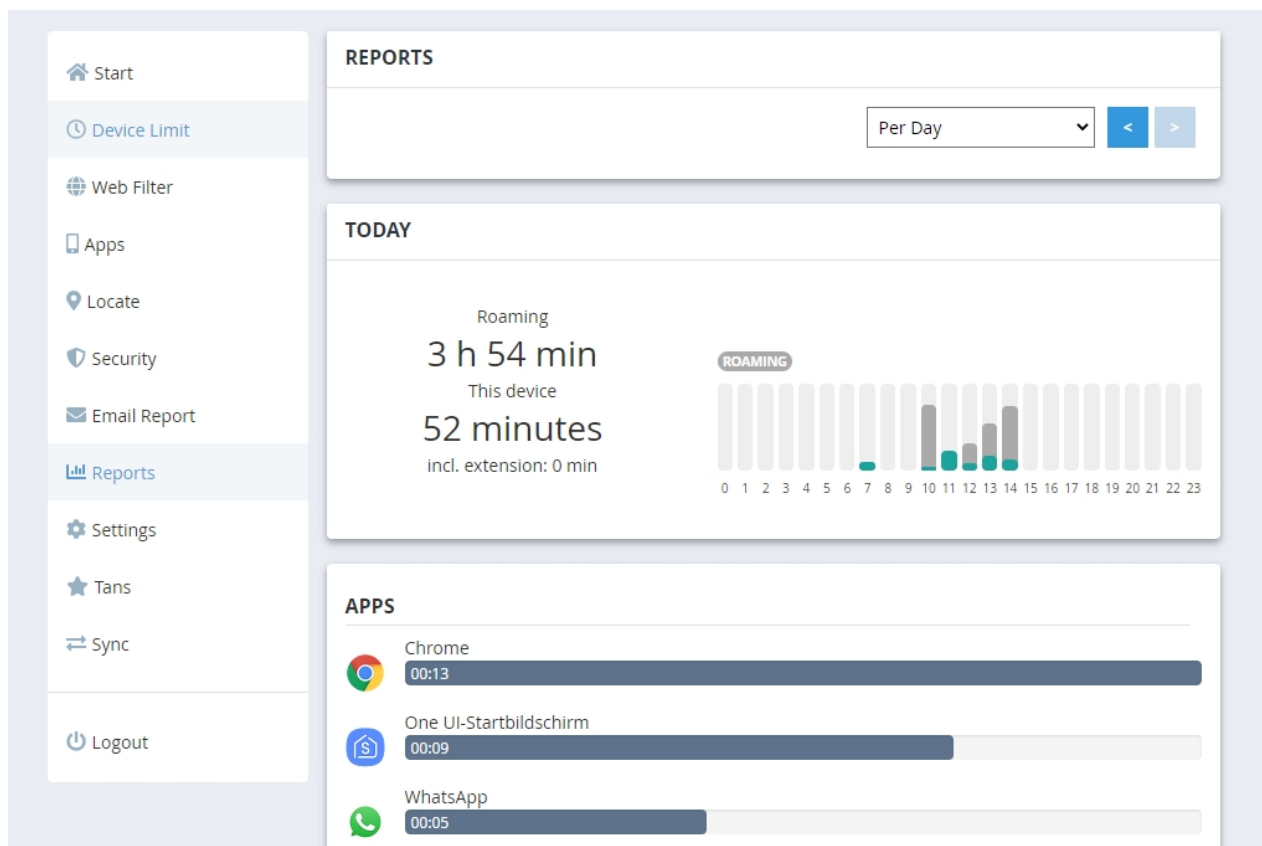 Start
Device Limit
Web Filter
Apps
Locate
Security
Email Report
Reports
Settings
Tans
Sync
Logout
REPORTS
Per Day
<
>
TODAY
Roaming
3 h 54 min
This device
52 minutes
incl. extension: 0 min
ROAMING
0 1 2 3 4 5 6 7 8 9 10 11 12 13 14 15 16 17 18 19 20 21 22 23
APPS
Chrome
00:13
One UI-Startbildschirm
00:09
WhatsApp
00:05